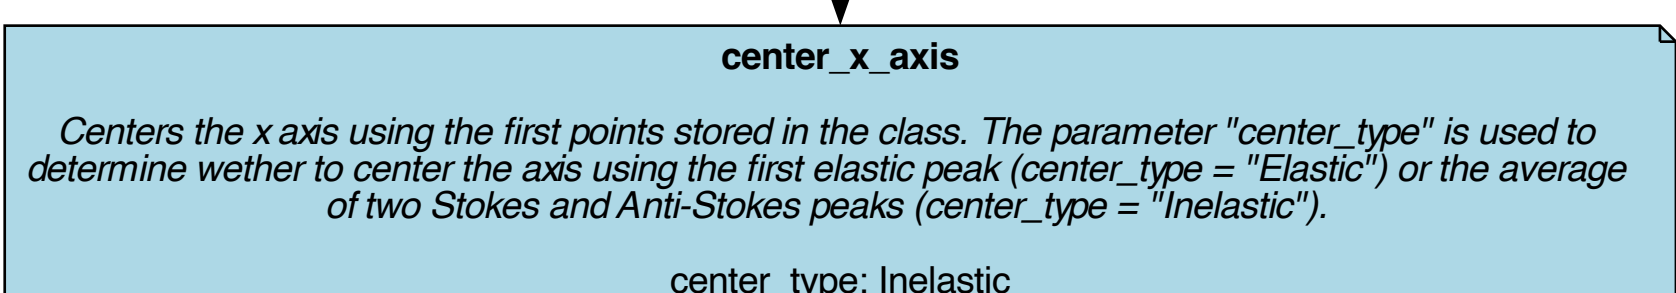 center_x_axis
Centers the x axis using the first points stored in the class. The parameter "center_type" is used to
determine wether to center the axis using the first elastic peak (center_type = "Elastic") or the average
of two Stokes and Anti-Stokes peaks (center_type = "Inelastic").
center_type: Inelastic